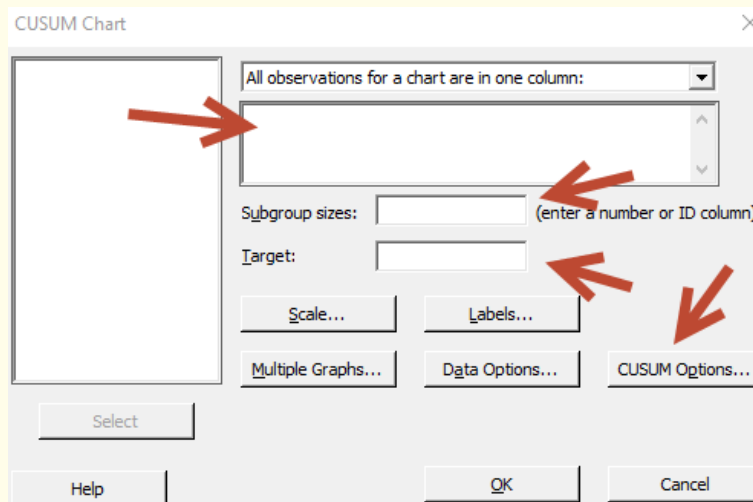 CUSUM Chart
All observations for a chart are in one column:
Subgroup sizes:
(enter a number or ID column)
Target:
Scale...
Labels...
Multiple Graphs...
Data Options...
CUSUM Options...
Select
Help
OK
Cancel